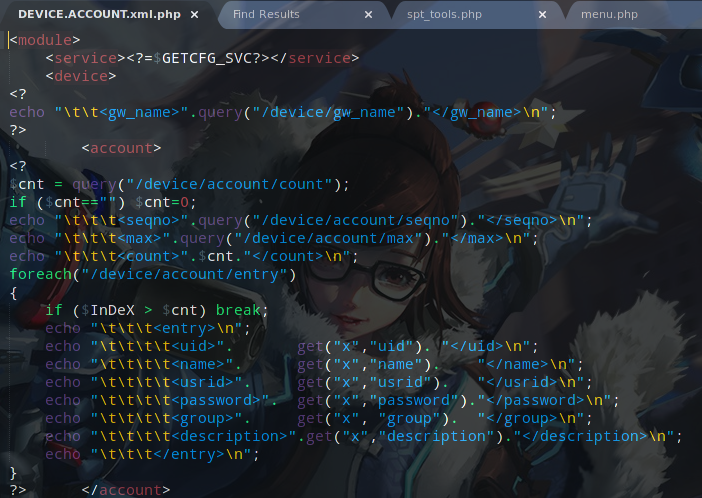 DEVICE.ACCOUNT.xml.php × Find Results × spt_tools.php × menu.php
<module>
    <service><?=$GETCFG_SVC?></service>
    <device>
<?
echo "\t\t<gw_name>".query("/device/gw_name")."</gw_name>\n";
?>
        <account>
<?
$cnt = query("/device/account/count");
if ($cnt=="") $cnt=0;
echo "\t\t\t<seqno>".query("/device/account/seqno")."</seqno>\n";
echo "\t\t\t<max>".query("/device/account/max")."</max>\n";
echo "\t\t\t<count>".$cnt."</count>\n";
foreach("/device/account/entry")
{
    if ($InDeX > $cnt) break;
    echo "\t\t\t<entry>\n";
    echo "\t\t\t\t<uid>".       get("x","uid"). "</uid>\n";
    echo "\t\t\t\t<name>".      get("x","name").    "</name>\n";
    echo "\t\t\t\t<usrid>".     get("x","usrid").   "</usrid>\n";
    echo "\t\t\t\t<password>".  get("x","password")."</password>\n";
    echo "\t\t\t\t<group>".     get("x", "group").  "</group>\n";
    echo "\t\t\t\t<description>".get("x","description")."</description>\n";
    echo "\t\t\t</entry>\n";
}
?>      </account>